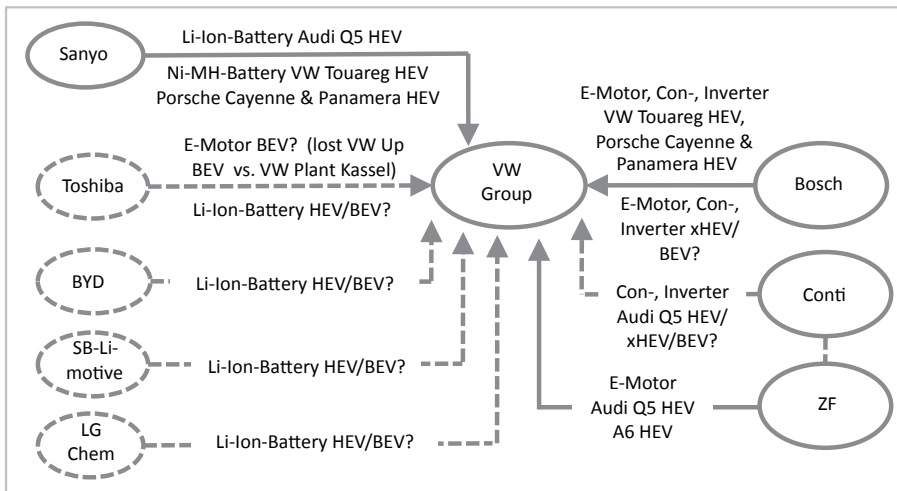 Sanyo
Li-Ion-Battery Audi Q5 HEV
Ni-MH-Battery VW Touareg HEV
Porsche Cayenne & Panamera HEV
Toshiba
E-Motor BEV? (lost VW Up
BEV vs. VW Plant Kassel)
Li-Ion-Battery HEV/BEV?
BYD
Li-Ion-Battery HEV/BEV?
SB-Li-
motive
Li-Ion-Battery HEV/BEV?
LG
Chem
Li-Ion-Battery HEV/BEV?
VW
Group
E-Motor, Con-, Inverter
VW Touareg HEV,
Porsche Cayenne &
Panamera HEV
Bosch
E-Motor, Con-,
Inverter xHEV/
BEV?
Con-, Inverter
Audi Q5 HEV/
xHEV/BEV?
Conti
E-Motor
Audi Q5 HEV
A6 HEV
ZF